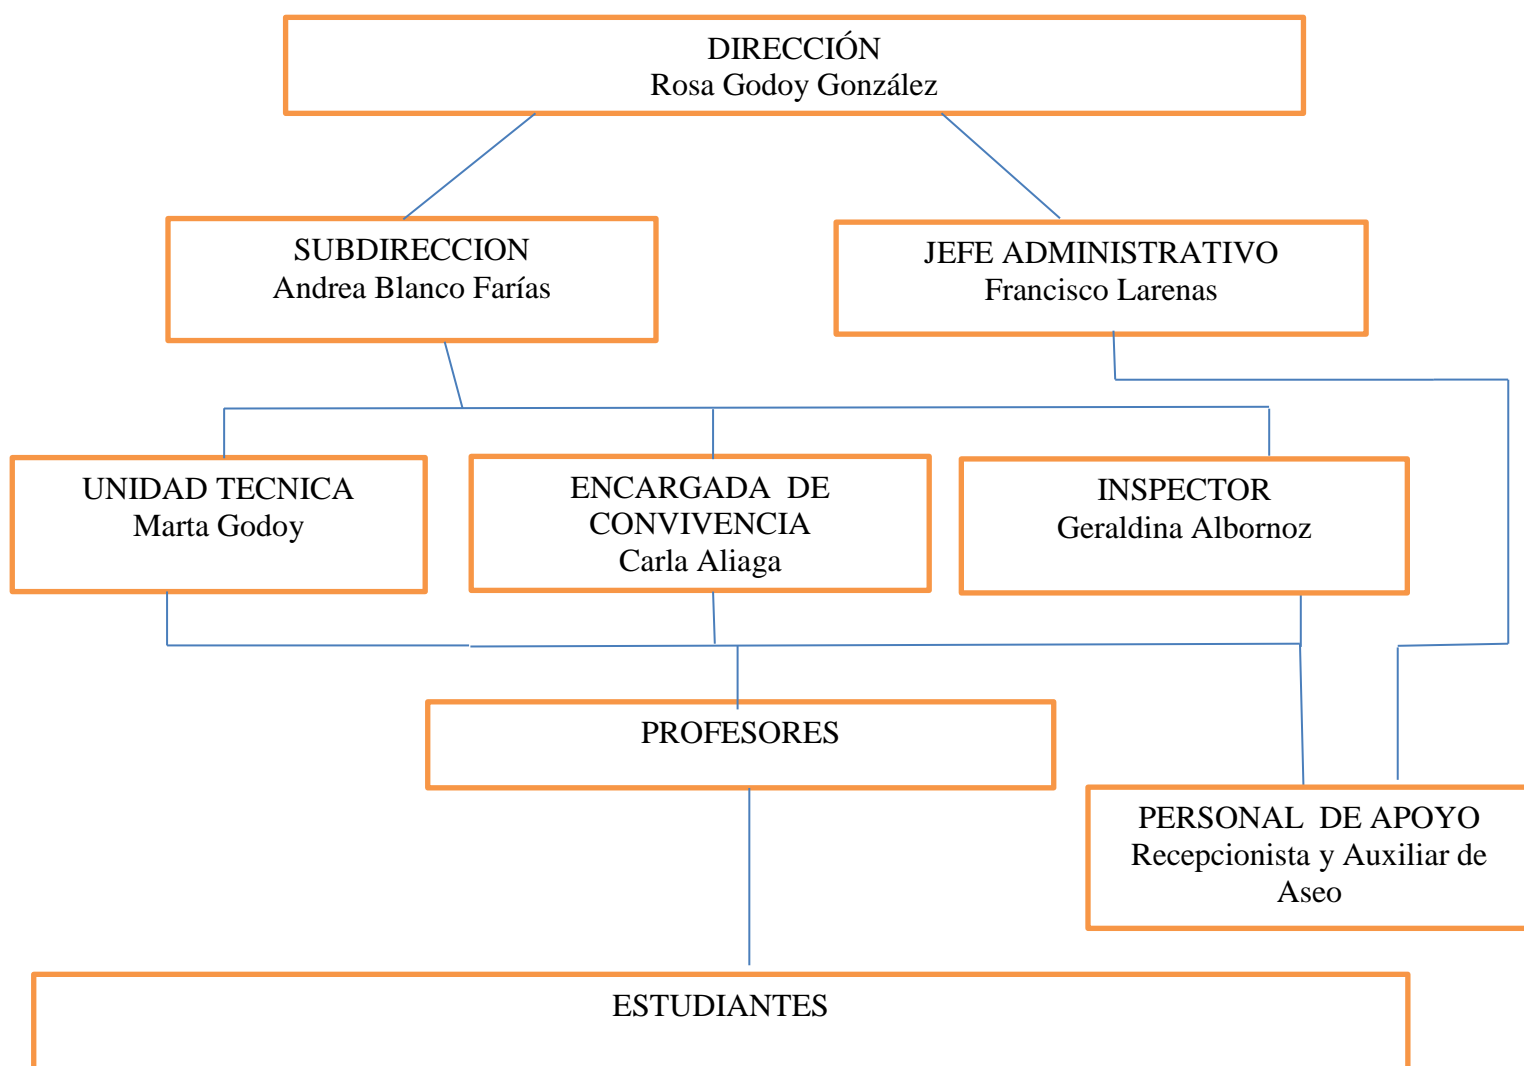 DIRECCIÓN
Rosa Godoy González
SUBDIRECCION
Andrea Blanco Farías
JEFE ADMINISTRATIVO
Francisco Larenas
UNIDAD TECNICA
Marta Godoy
ENCARGADA DE
CONVIVENCIA
Carla Aliaga
INSPECTOR
Geraldina Albornoz
PROFESORES
PERSONAL DE APOYO
Recepcionista y Auxiliar de
Aseo
ESTUDIANTES